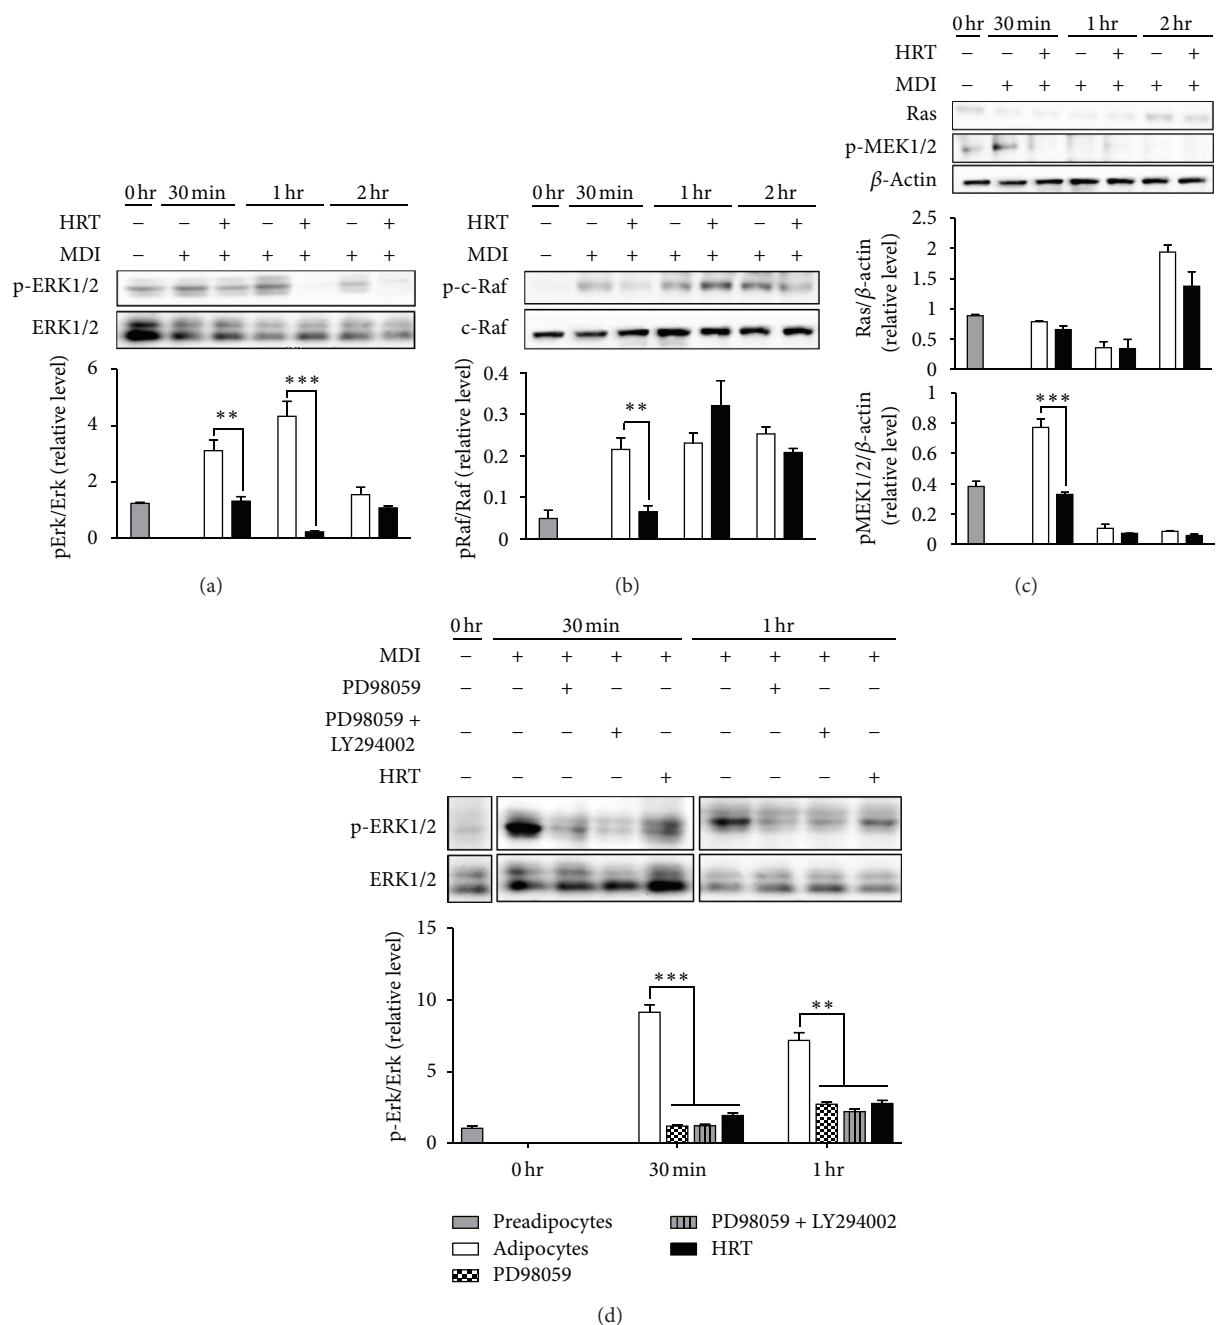 0 hr 30 min 1 hr 2 hr
HRT − − + − + − +
MDI − + + + + + +
p-ERK1/2
ERK1/2
pErk/Erk (relative level)
6
4
2
0
**
***
(a)
0 hr 30 min 1 hr 2 hr
HRT − − + − + − +
MDI − + + + + + +
p-c-Raf
c-Raf
pRaf/Raf (relative level)
0.4
0.3
0.2
0.1
0
**
(b)
0 hr 30 min 1 hr 2 hr
HRT − − + − + − +
MDI − + + + + + +
Ras
p-MEK1/2
β-Actin
Ras/β-actin
(relative level)
2.5
2
1.5
1
0.5
0
pMEK1/2/β-actin
(relative level)
1
0.8
0.6
0.4
0.2
0
***
(c)
0 hr 30 min 1 hr
MDI − + + + + + + + +
PD98059 − − + − − − + − −
PD98059 +
LY294002
− − − + − − − + −
HRT − − − − + − − − +
p-ERK1/2
ERK1/2
p-Erk/Erk (relative level)
15
10
5
0
***
**
0 hr 30 min 1 hr
Preadipocytes
Adipocytes
PD98059
PD98059 + LY294002
HRT
(d)